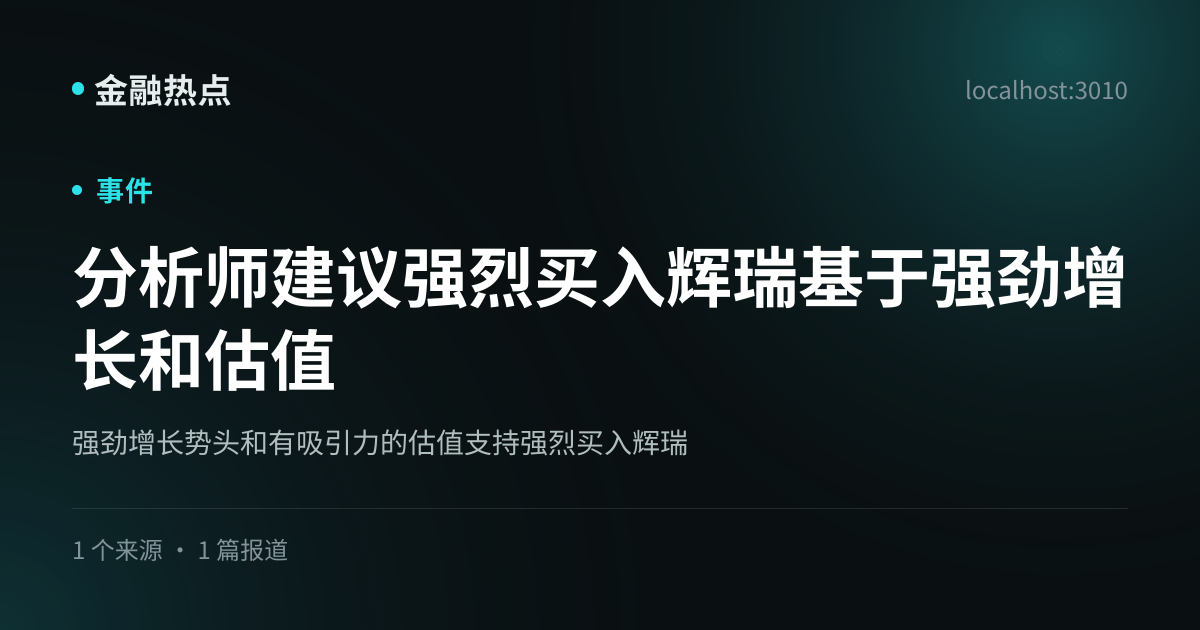 金融热点
localhost:3010
事件
分析师建议强烈买入辉瑞基于强劲增
长和估值
强劲增长势头和有吸引力的估值支持强烈买入辉瑞
1 个来源 · 1 篇报道